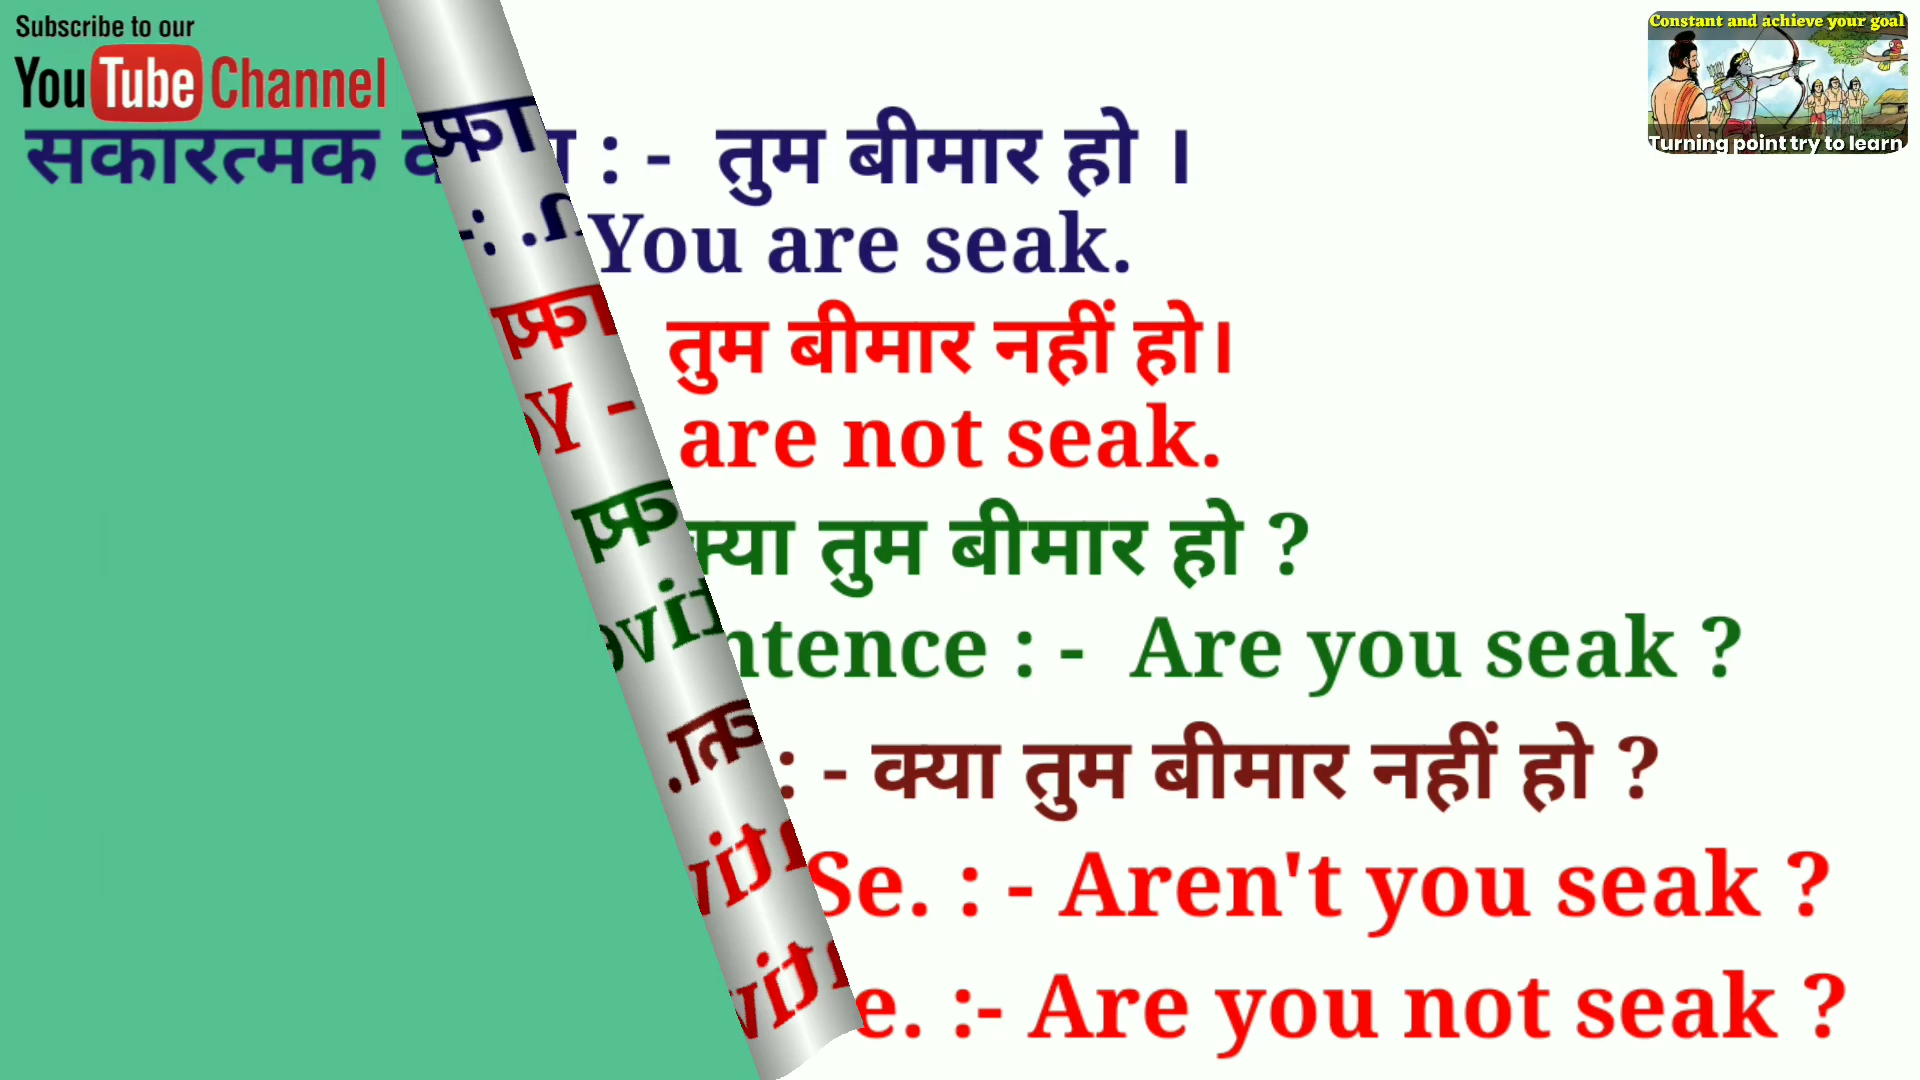 Subscribe to our
YouTube Channel
Constant and achieve your goal
Turning point try to learn
सकारत्मक : - तुम बीमार हो ।
You are seak.
तुम बीमार नहीं हो।
- are not seak.
क्या तुम बीमार हो ?
: - Are you seak ?
: - क्या तुम बीमार नहीं हो ?
Se. : - Aren't you seak ?
:- Are you not seak ?